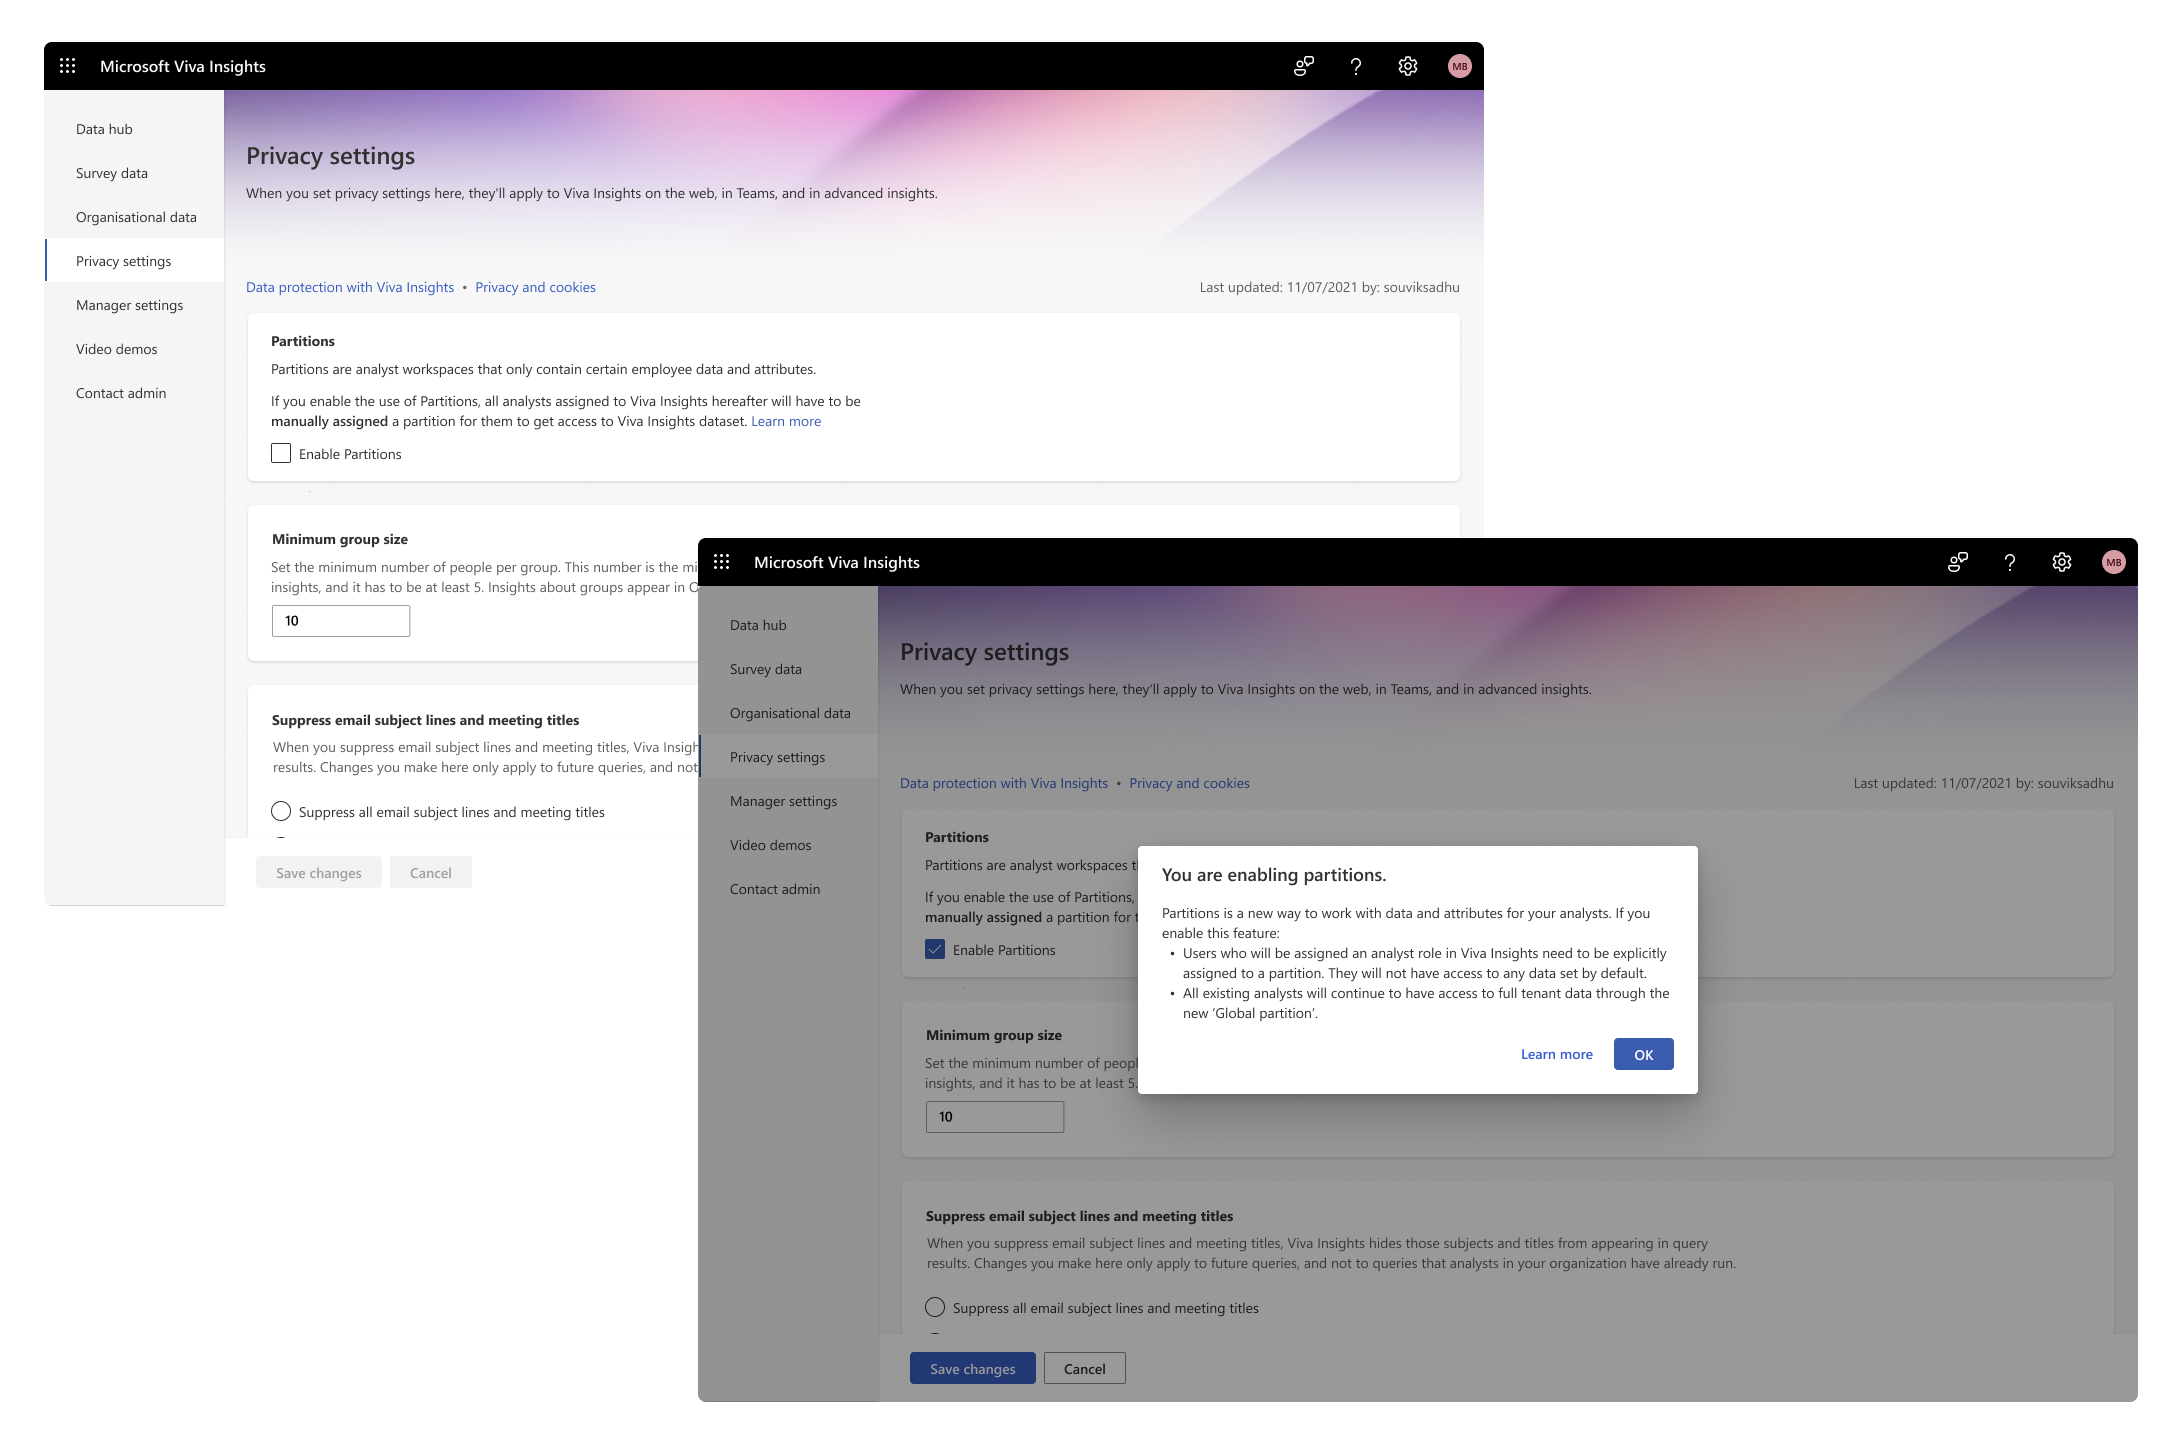 Microsoft Viva Insights
MB
Data hub
Survey data
Organisational data
Privacy settings
Manager settings
Video demos
Contact admin
Privacy settings
When you set privacy settings here, they'll apply to Viva Insights on the web, in Teams, and in advanced insights.
Data protection with Viva Insights • Privacy and cookies
Last updated: 11/07/2021 by: souviksadhu
Partitions
Partitions are analyst workspaces that only contain certain employee data and attributes.
If you enable the use of Partitions, all analysts assigned to Viva Insights hereafter will have to be
manually assigned a partition for them to get access to Viva Insights dataset. Learn more
Enable Partitions
Minimum group size
Set the minimum number of people per group. This number is the mi
insights, and it has to be at least 5. Insights about groups appear in O
10
Suppress email subject lines and meeting titles
When you suppress email subject lines and meeting titles, Viva Insigh
results. Changes you make here only apply to future queries, and not
Suppress all email subject lines and meeting titles
Save changes
Cancel
Microsoft Viva Insights
MB
Data hub
Survey data
Organisational data
Privacy settings
Manager settings
Video demos
Contact admin
Privacy settings
When you set privacy settings here, they'll apply to Viva Insights on the web, in Teams, and in advanced insights.
Data protection with Viva Insights • Privacy and cookies
Last updated: 11/07/2021 by: souviksadhu
Partitions
Partitions are analyst workspaces t
If you enable the use of Partitions,
manually assigned a partition for t
Enable Partitions
Minimum group size
Set the minimum number of peopl
insights, and it has to be at least 5.
10
Suppress email subject lines and meeting titles
When you suppress email subject lines and meeting titles, Viva Insights hides those subjects and titles from appearing in query
results. Changes you make here only apply to future queries, and not to queries that analysts in your organization have already run.
Suppress all email subject lines and meeting titles
Save changes
Cancel
You are enabling partitions.
Partitions is a new way to work with data and attributes for your analysts. If you
enable this feature:
• Users who will be assigned an analyst role in Viva Insights need to be explicitly
assigned to a partition. They will not have access to any data set by default.
• All existing analysts will continue to have access to full tenant data through the
new ‘Global partition’.
Learn more
OK